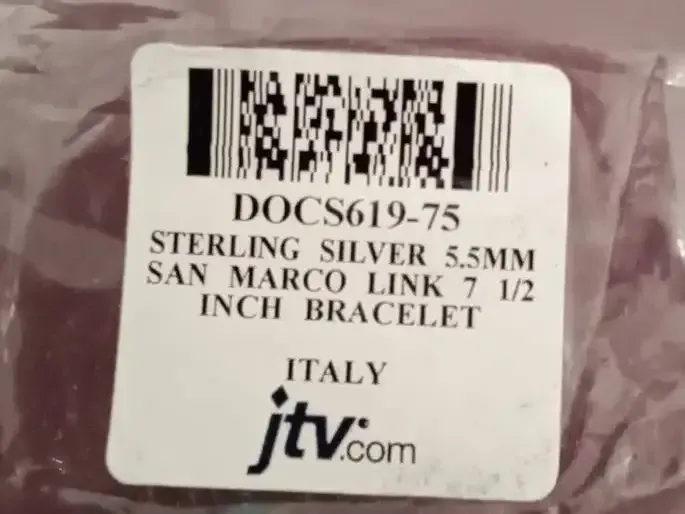 DOCS619-75
STERLING SILVER 5.5MM
SAN MARCO LINK 7 1/2
INCH BRACELET
ITALY
jtv.com